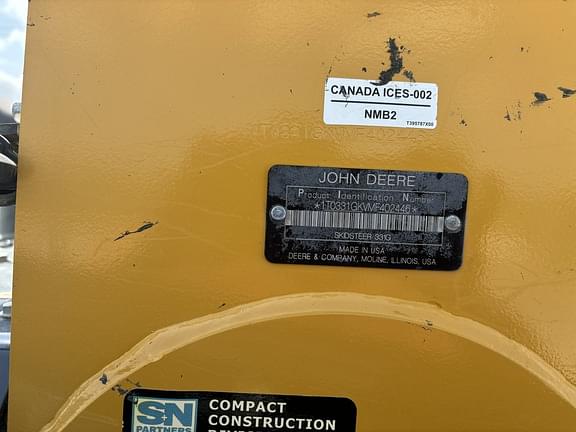 CANADA ICES-002
NMB2
T395787X00
JOHN DEERE
Product Identification Number
*1T0331GKVMF402446*
SKIDSTEER 331G
MADE IN USA
DEERE & COMPANY, MOLINE, ILLINOIS, USA
S+N
PARTNERS
COMPACT
CONSTRUCTION